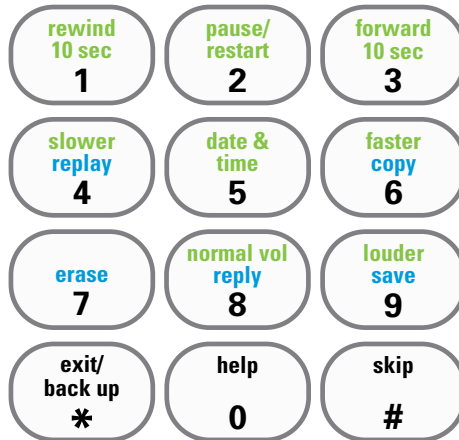 rewind
10 sec
1
pause/
restart
2
forward
10 sec
3
slower
replay
4
date &
time
5
faster
copy
6
erase
7
normal vol
reply
8
louder
save
9
exit/
back up
*
help
0
skip
#